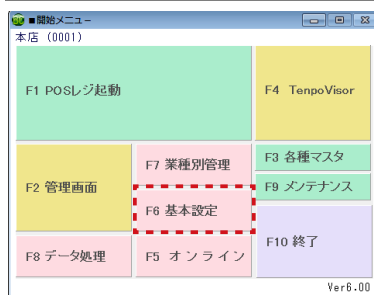 ■開始メニュー
本店 (0001)
F1 POSレジ起動
F4 TenpoVisor
F2 管理画面
F7 業種別管理
F3 各種マスタ
F9 メンテナンス
F6 基本設定
F8 データ処理
F5 オンライン
F10 終了
Ver6.00